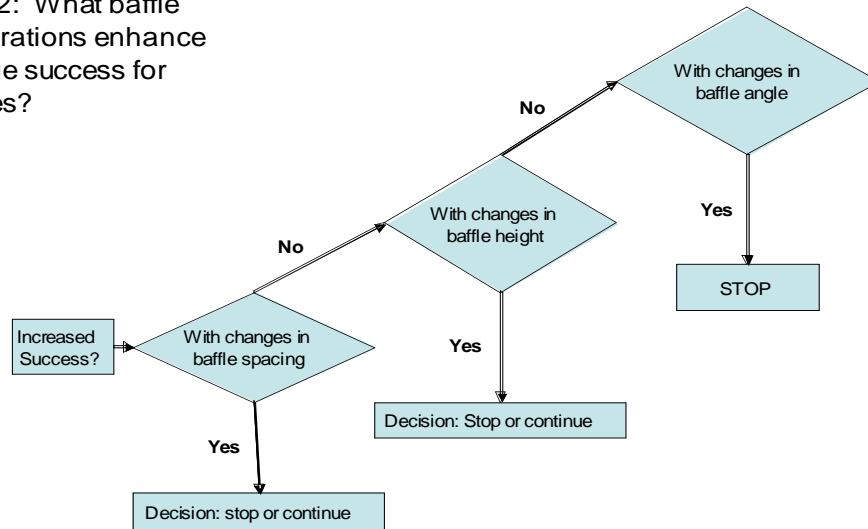 2: What baffle
rations enhance
e success for
es?
With changes in
baffle angle
No
With changes in
baffle height
Yes
No
STOP
Increased
Success?
With changes in
baffle spacing
Yes
Decision: Stop or continue
Yes
Decision: stop or continue